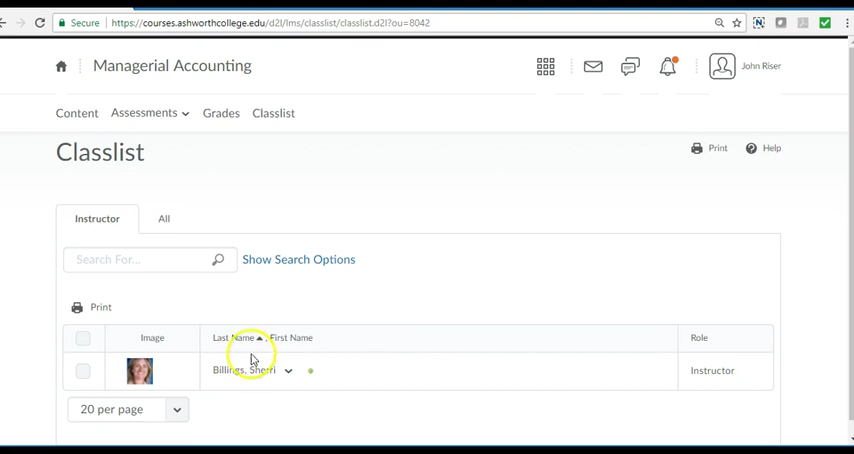 Secure https://courses.ashworthcollege.edu/d2l/lms/classlist/classlist.d2l?ou=8042
Managerial Accounting John Riser
Content Assessments Grades Classlist
Classlist Print Help
Instructor All
Search For... Show Search Options
Print
Image Last Name , First Name Role
Billings, Sherri Instructor
20 per page